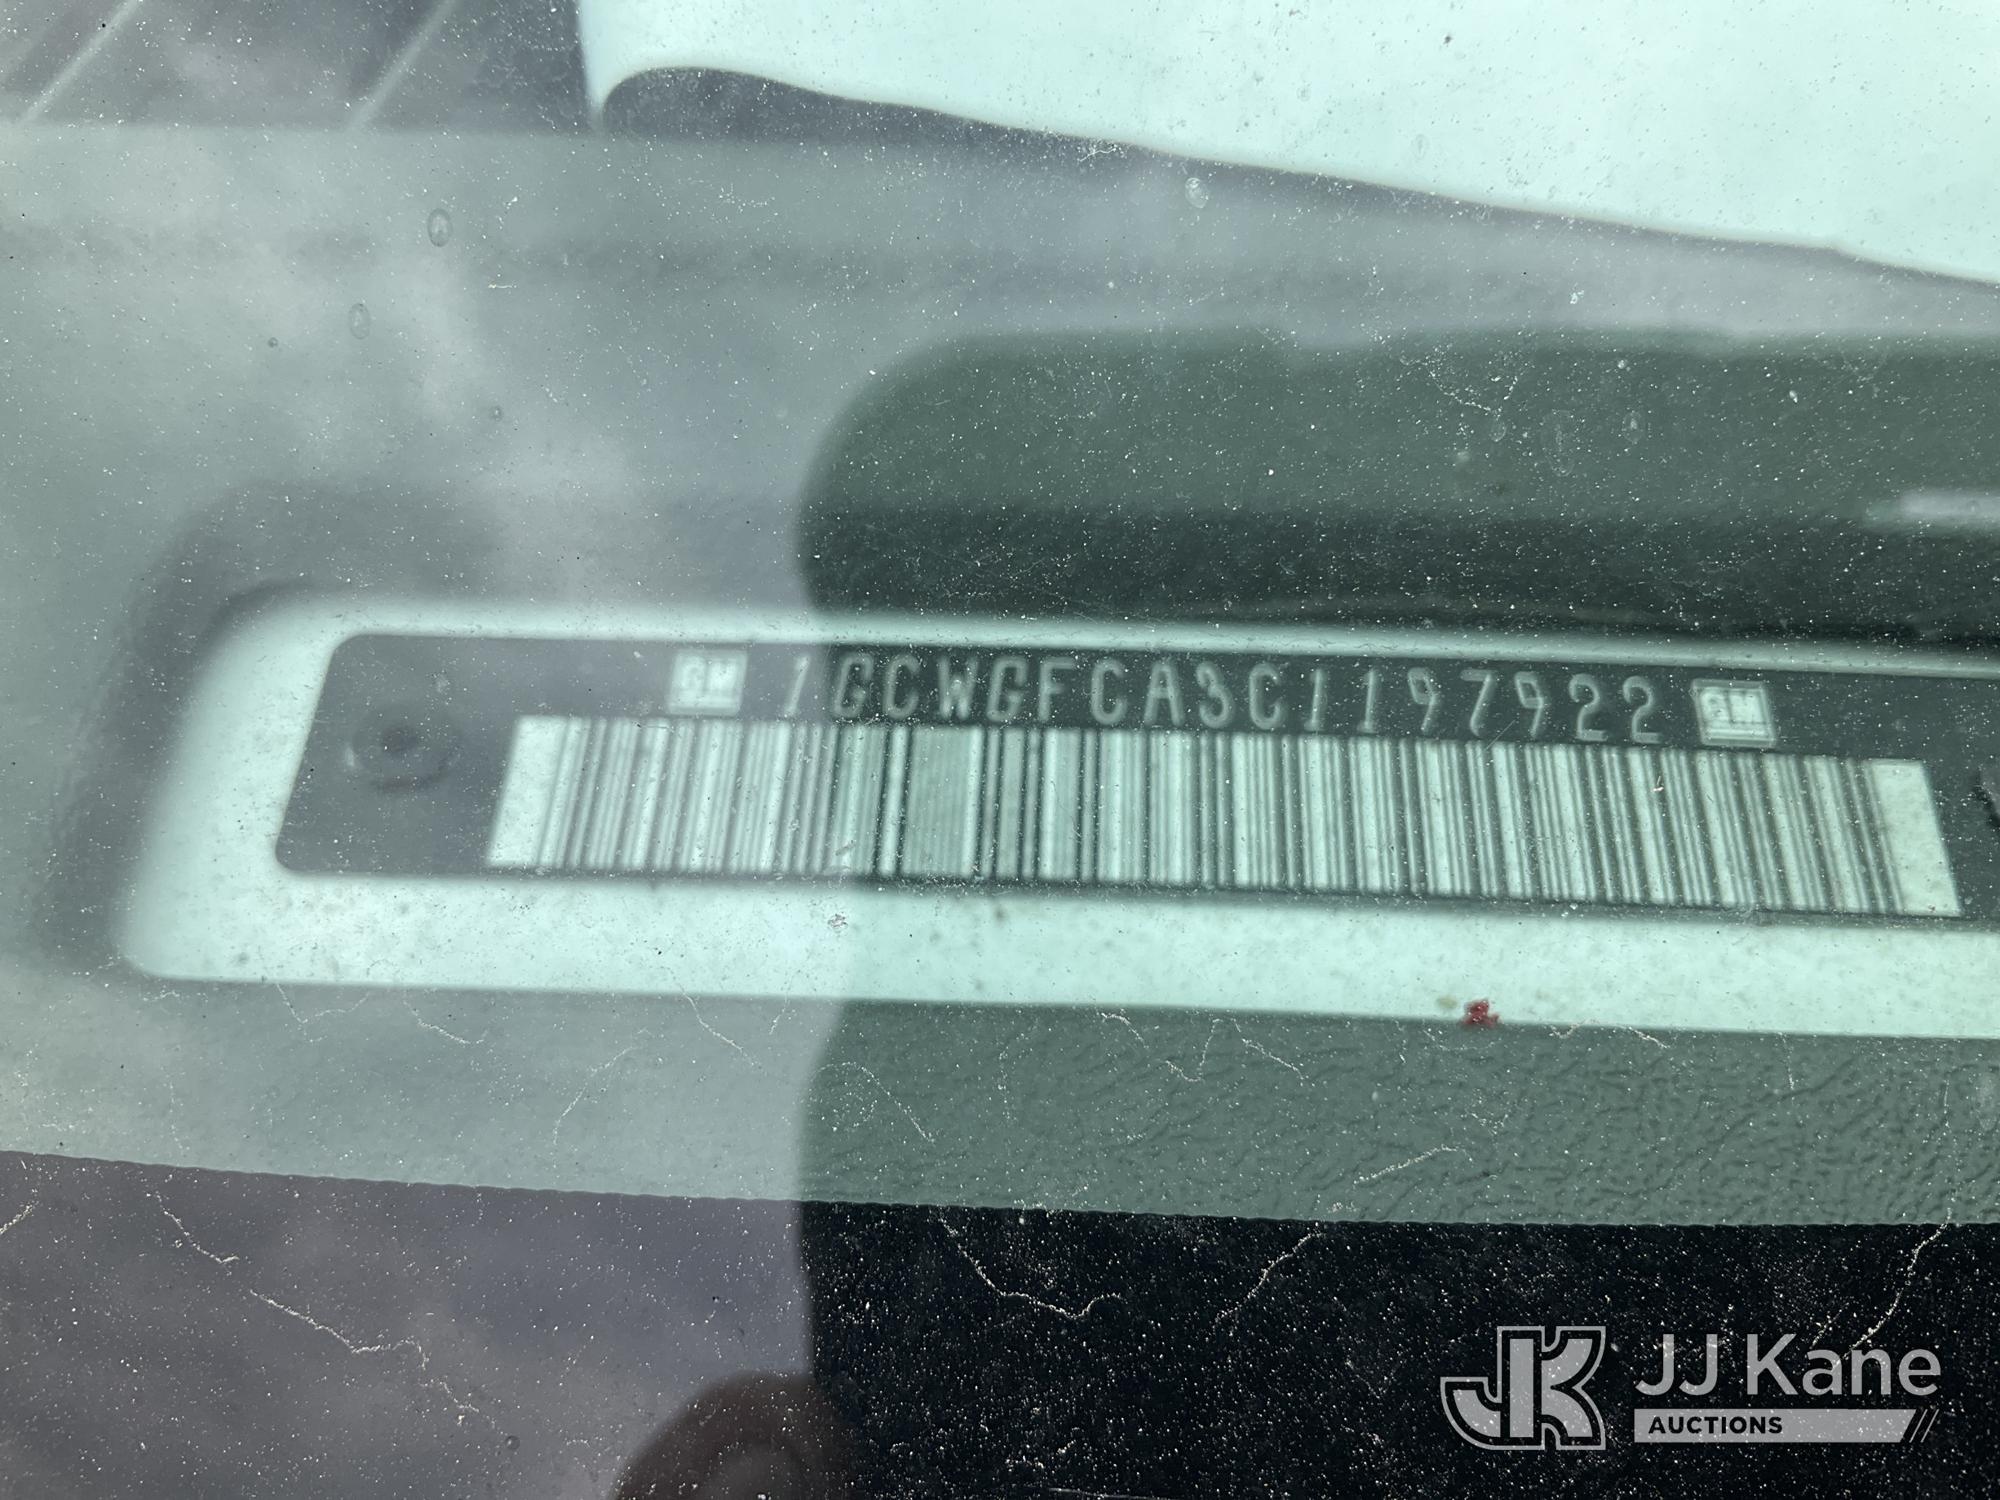 GM 1GCWGFCA3C1197922 GM
JK JJ Kane
AUCTIONS